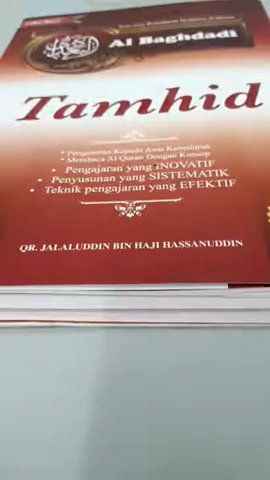 Al Baghdadi
Tamhid
• Pengenalan Kepada Asas Kemahiran
• Membaca Al Quran Dengan Konsep
• Pengajaran yang INOVATIF
• Penyusunan yang SISTEMATIK
• Teknik pengajaran yang EFEKTIF
QR. JALALUDDIN BIN HAJI HASSANUDDIN